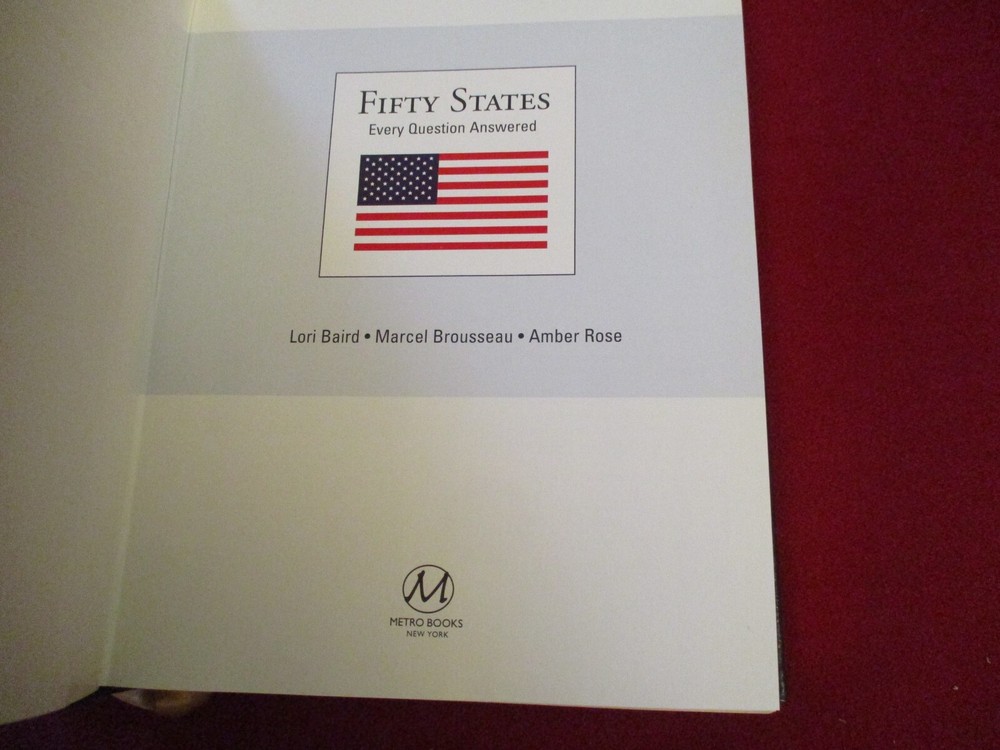 FIFTY STATES
Every Question Answered
Lori Baird • Marcel Brousseau • Amber Rose
M
METRO BOOKS
NEW YORK